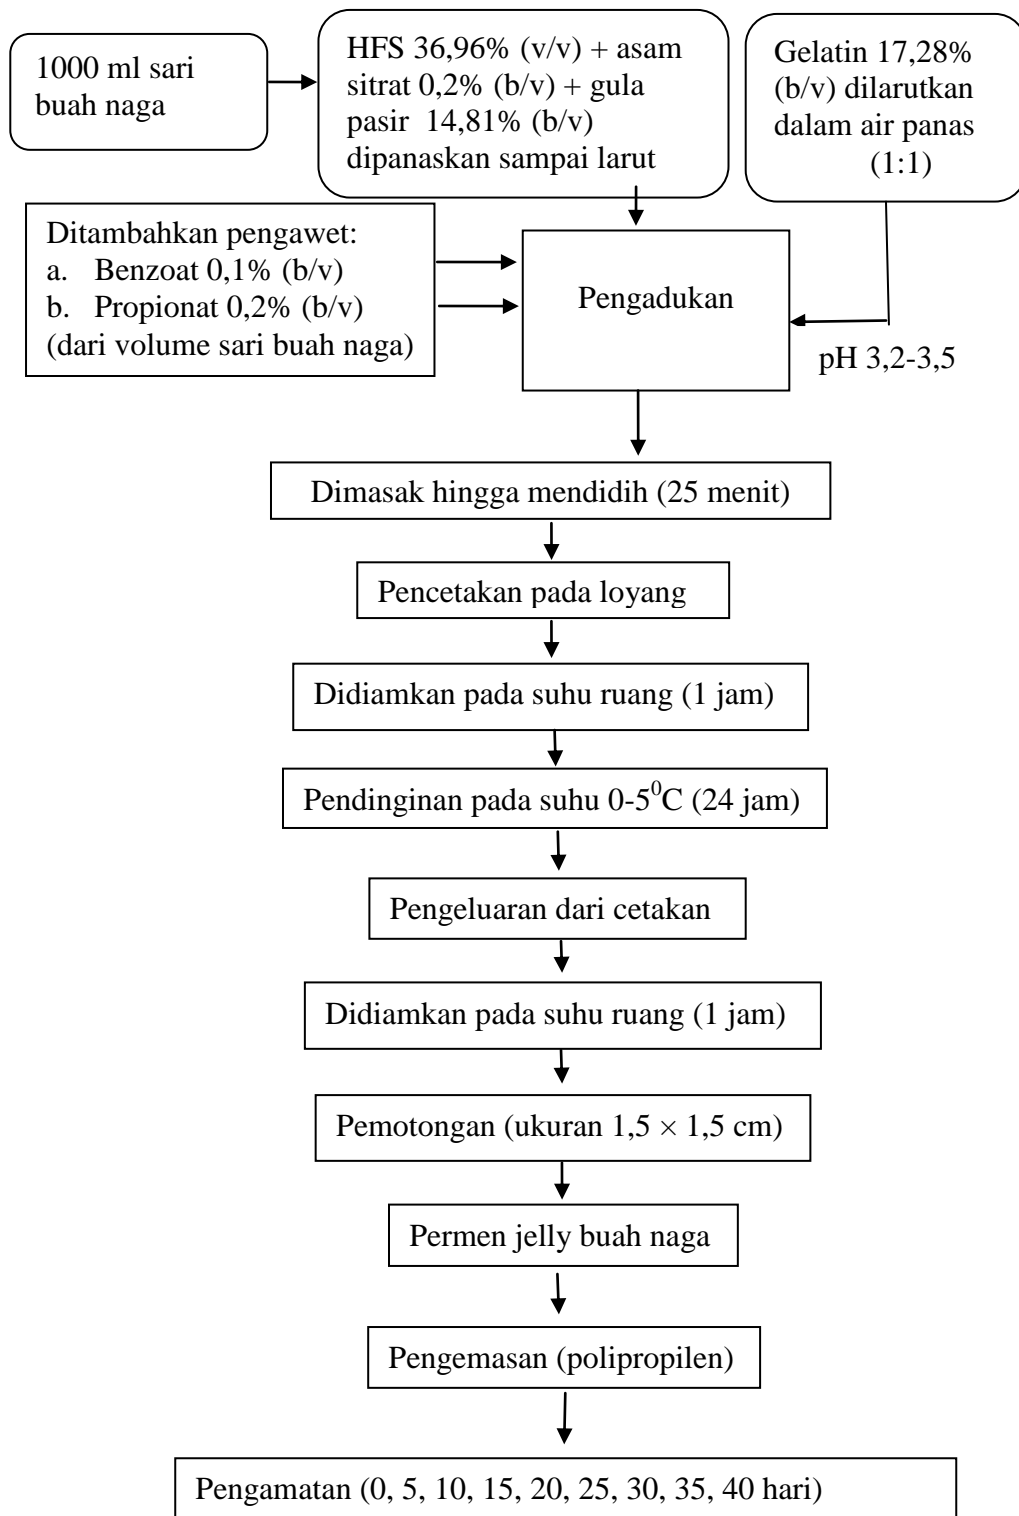 1000 ml sari
buah naga
HFS 36,96% (v/v) + asam
sitrat 0,2% (b/v) + gula
pasir 14,81% (b/v)
dipanaskan sampai larut
Gelatin 17,28%
(b/v) dilarutkan
dalam air panas
(1:1)
Ditambahkan pengawet:
a. Benzoat 0,1% (b/v)
b. Propionat 0,2% (b/v)
(dari volume sari buah naga)
Pengadukan
pH 3,2-3,5
Dimasak hingga mendidih (25 menit)
Pencetakan pada loyang
Didiamkan pada suhu ruang (1 jam)
Pendinginan pada suhu 0-5⁰C (24 jam)
Pengeluaran dari cetakan
Didiamkan pada suhu ruang (1 jam)
Pemotongan (ukuran 1,5 × 1,5 cm)
Permen jelly buah naga
Pengemasan (polipropilen)
Pengamatan (0, 5, 10, 15, 20, 25, 30, 35, 40 hari)